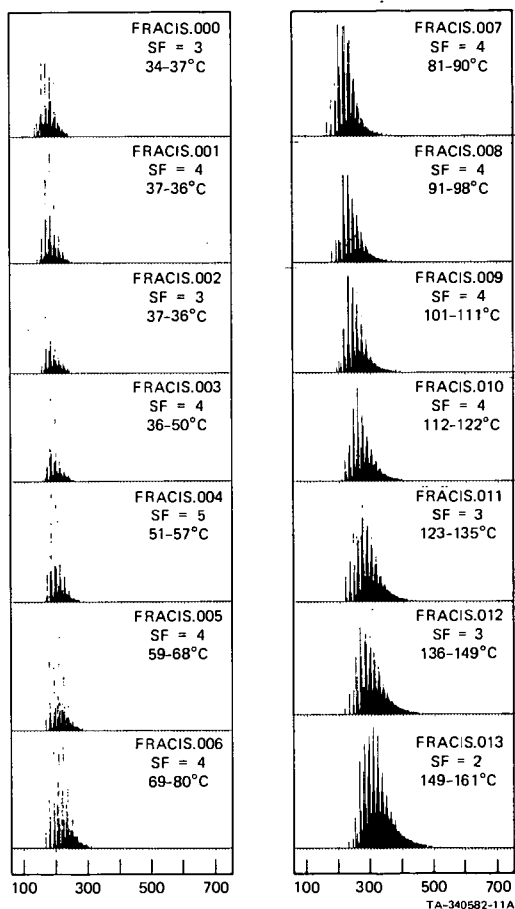 FRACIS.000
SF = 3
34-37°C
FRACIS.001
SF = 4
37-36°C
FRACIS.002
SF = 3
37-36°C
FRACIS.003
SF = 4
36-50°C
FRACIS.004
SF = 5
51-57°C
FRACIS.005
SF = 4
59-68°C
FRACIS.006
SF = 4
69-80°C
100 300 500 700
FRACIS.007
SF = 4
81-90°C
FRACIS.008
SF = 4
91-98°C
FRACIS.009
SF = 4
101-111°C
FRACIS.010
SF = 4
112-122°C
FRACIS.011
SF = 3
123-135°C
FRACIS.012
SF = 3
136-149°C
FRACIS.013
SF = 2
149-161°C
100 300 500 700
TA-340582-11A